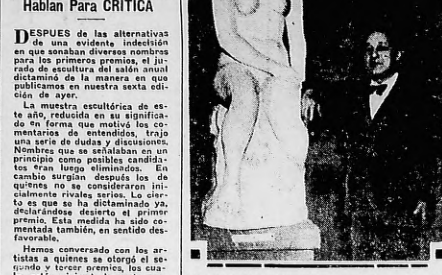 Hablan Para CRITICA
DESPUES de las alternativas
de una evidente indecisión
en que sonaban diversos nombres
para los primeros premios, el ju-
rado de escultura del salón anual
dictaminó de la manera en que
publicamos en nuestra sexta edi-
ción de ayer.
La muestra escultórica de es-
te año, reducida en su significa-
do en forma que motivó los co-
mentarios de entendidos, trajo
una serie de dudas y discusiones.
Nombres que se señalaban en un
principio como posibles candida-
tos eran luego eliminados. En
cambio surgían después los de
quienes no se consideraron ini-
cialmente rivales serios. Lo cier-
to es que se ha dictaminado ya,
declarándose desierto el primer
premio. Esta medida ha sido co-
mentada también, en sentido des-
favorable.
Hemos conversado con los ar-
tistas a quienes se otorgó el se-
gundo y tercer premios, los cua-